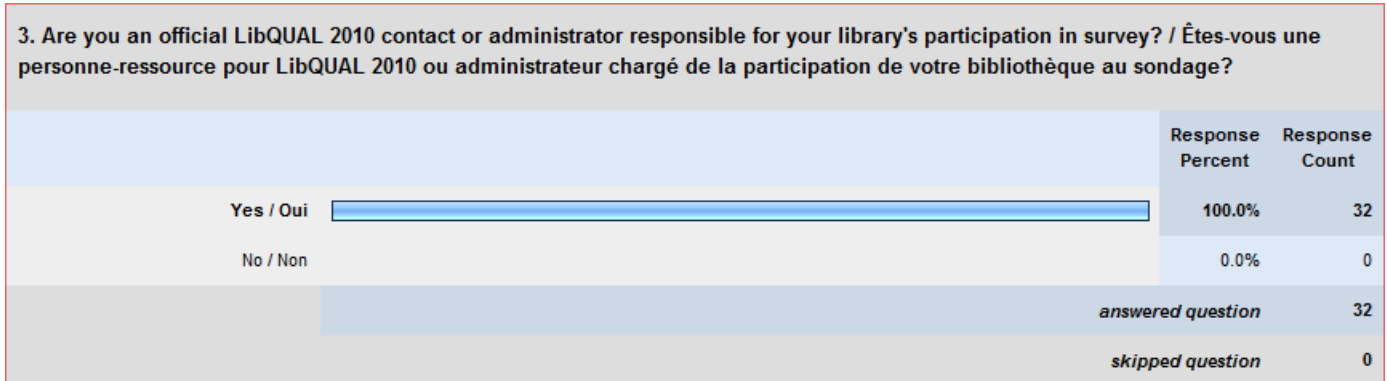 3. Are you an official LibQUAL 2010 contact or administrator responsible for your library's participation in survey? / Êtes-vous une
personne-ressource pour LibQUAL 2010 ou administrateur chargé de la participation de votre bibliothèque au sondage?
Response Percent Response Count
Yes / Oui 100.0% 32
No / Non 0.0% 0
answered question 32
skipped question 0